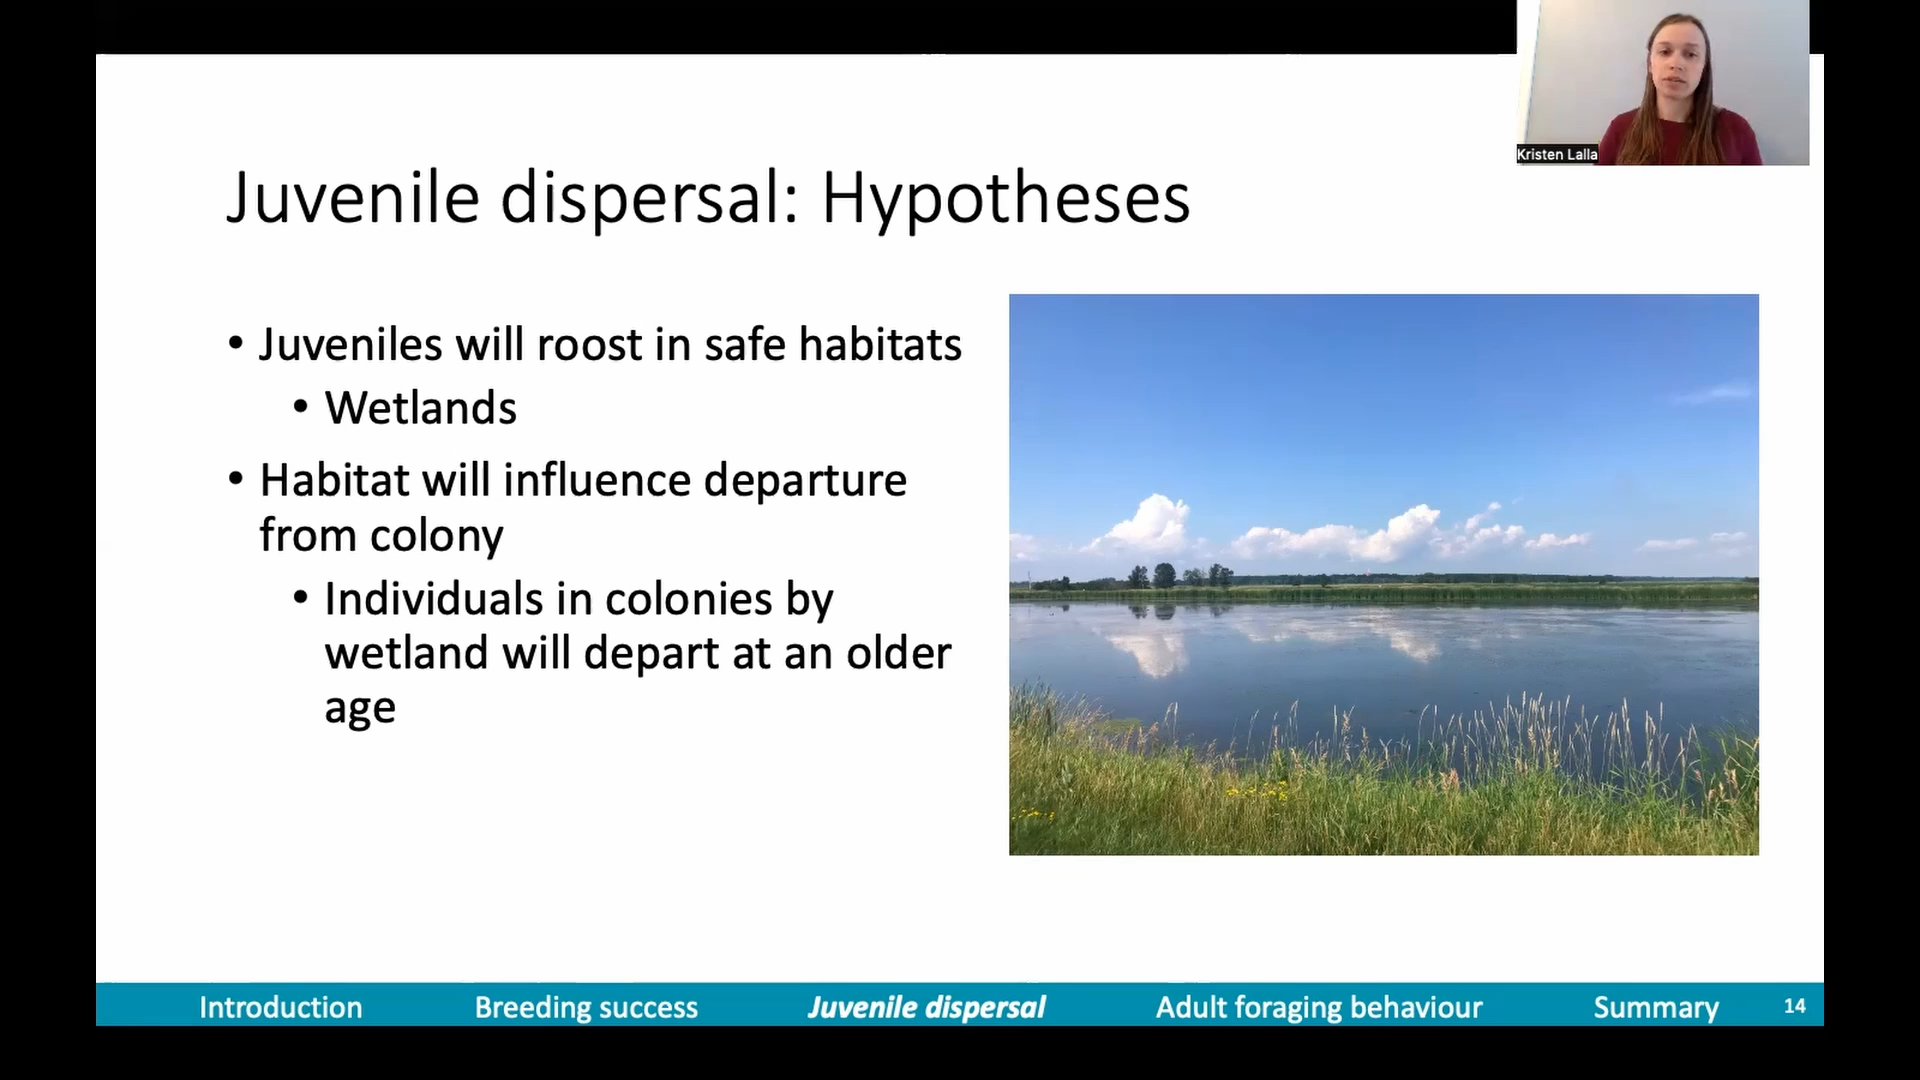 Kristen Lalla
Juvenile dispersal: Hypotheses
• Juveniles will roost in safe habitats
• Wetlands
• Habitat will influence departure
from colony
• Individuals in colonies by
wetland will depart at an older
age
Introduction
Breeding success
Juvenile dispersal
Adult foraging behaviour
Summary
14